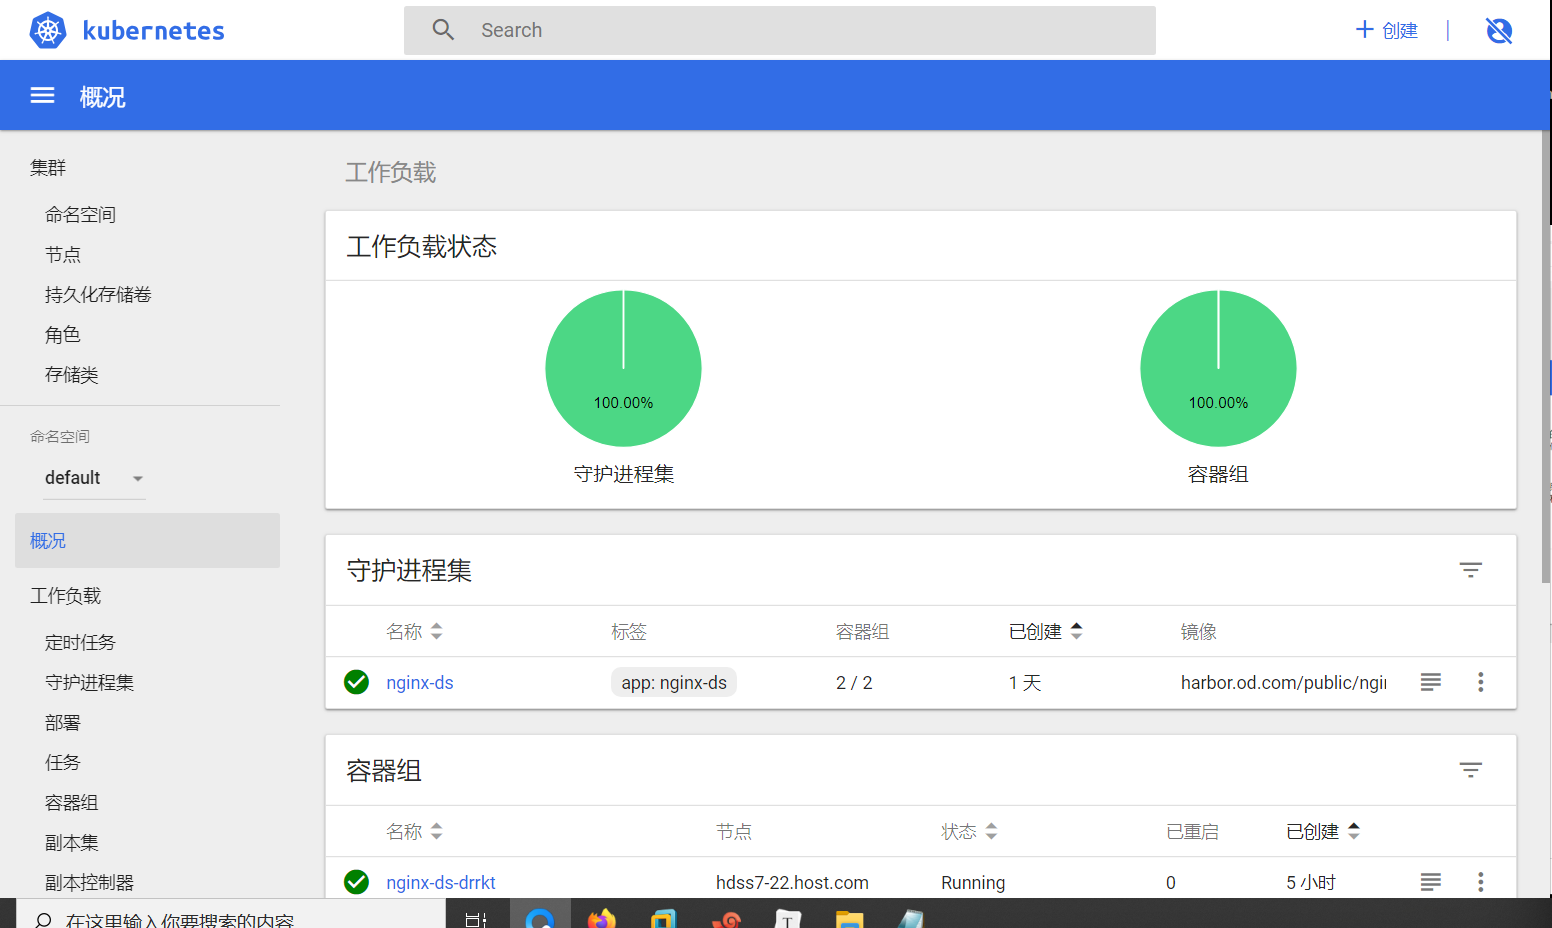 kubernetes
Search
创建
概况
集群
命名空间
节点
持久化存储卷
角色
存储类
命名空间
default
概况
工作负载
定时任务
守护进程集
部署
任务
容器组
副本集
副本控制器
工作负载
工作负载状态
100.00%
守护进程集
100.00%
容器组
守护进程集
名称 标签 容器组 已创建 镜像
nginx-ds app: nginx-ds 2 / 2 1 天 harbor.od.com/public/ngi
容器组
名称 节点 状态 已重启 已创建
nginx-ds-drrkt hdss7-22.host.com Running 0 5 小时
在这里输入你要搜索的内容